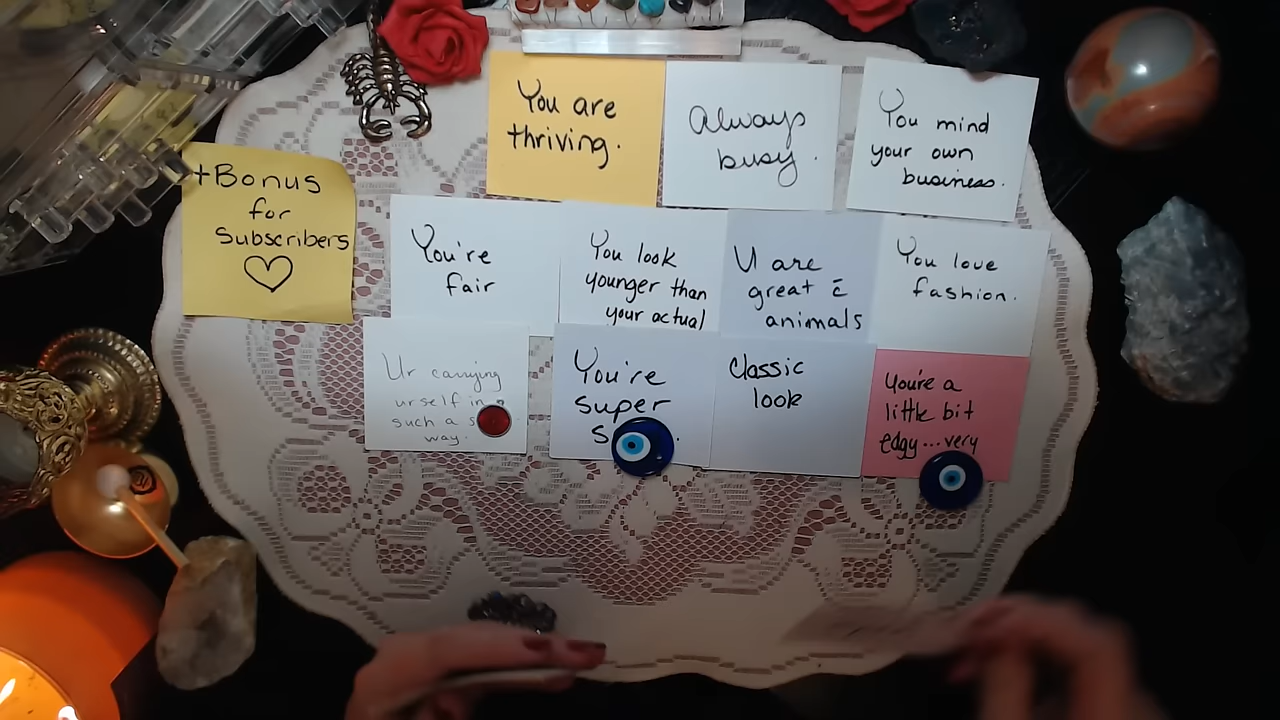 You are
thriving.
Always
busy.
You mind
your own
business.
+Bonus
for
Subscribers
You're
fair
You look
younger than
your actual
U are
great c̄
animals
You love
fashion.
Ur carrying
urself in a
such a
way.
You're
super
Classic
look
You're a
little bit
edgy...very